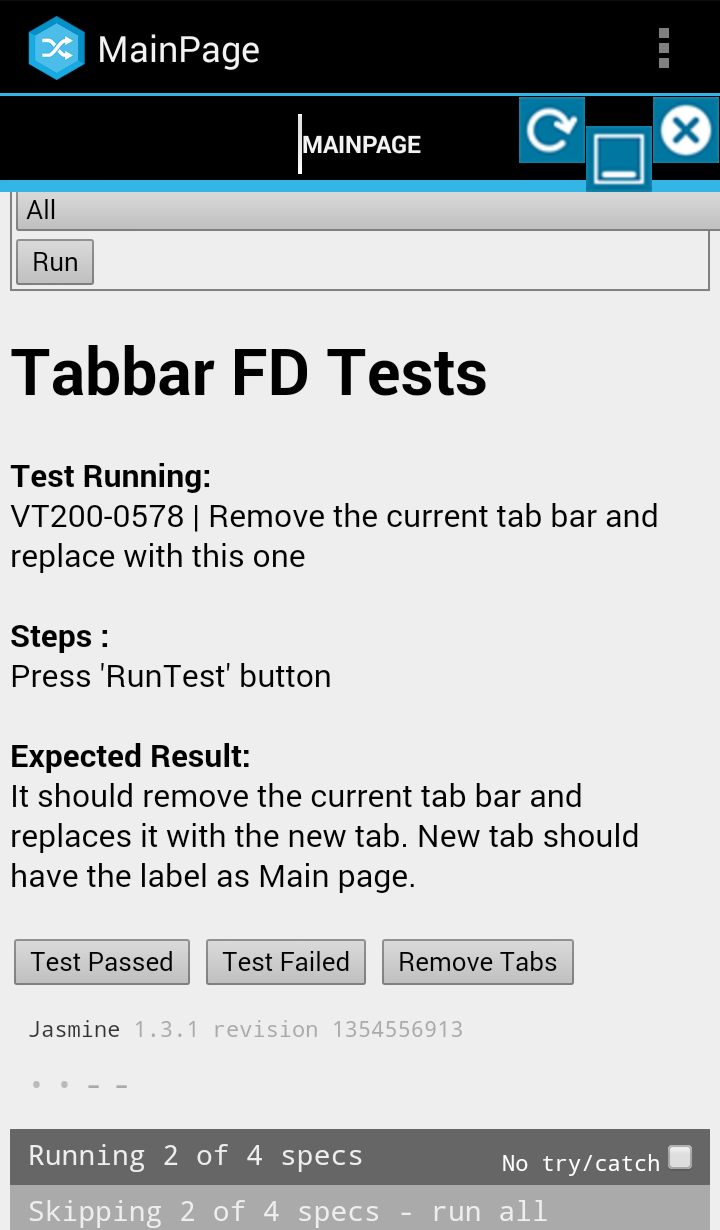 MainPage
MAINPAGE
All
Run
Tabbar FD Tests
Test Running:
VT200-0578 | Remove the current tab bar and
replace with this one
Steps :
Press 'RunTest' button
Expected Result:
It should remove the current tab bar and
replaces it with the new tab. New tab should
have the label as Main page.
Test Passed Test Failed Remove Tabs
Jasmine 1.3.1 revision 1354556913
Running 2 of 4 specs No try/catch
Skipping 2 of 4 specs - run all